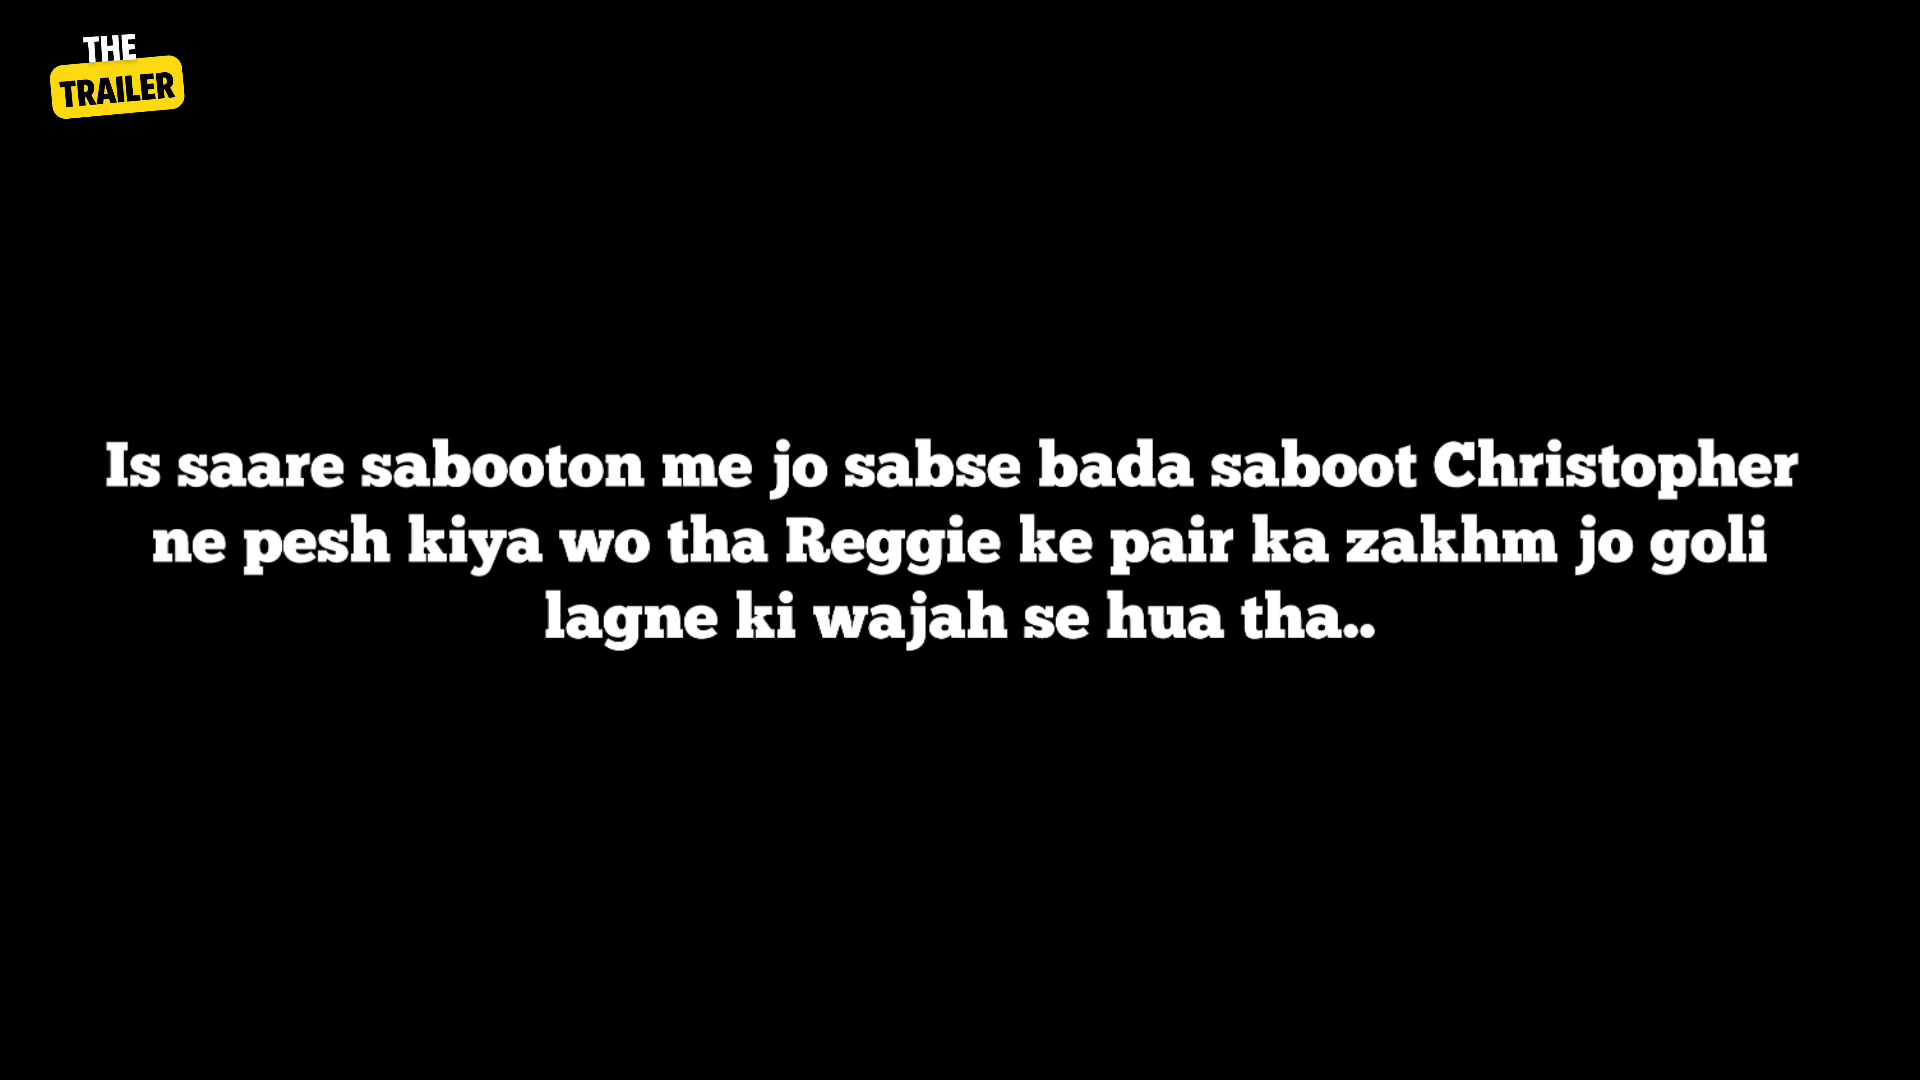 THE
TRAILER
Is saare sabooton me jo sabse bada saboot Christopher
ne pesh kiya wo tha Reggie ke pair ka zakhm jo goli
lagne ki wajah se hua tha..